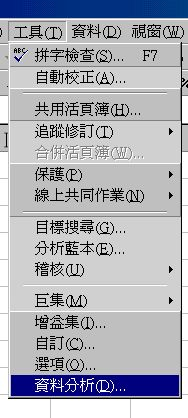 工具(T) 資料(D) 視窗(W)
ABC 拼字檢查(S)... F7
自動校正(A)...
共用活頁簿(H)...
追蹤修訂(T)
合併活頁簿(W)...
保護(P)
線上共同作業(N)
目標搜尋(G)...
分析藍本(E)...
稽核(U)
巨集(M)
增益集(I)...
自訂(C)...
選項(O)...
資料分析(D)...